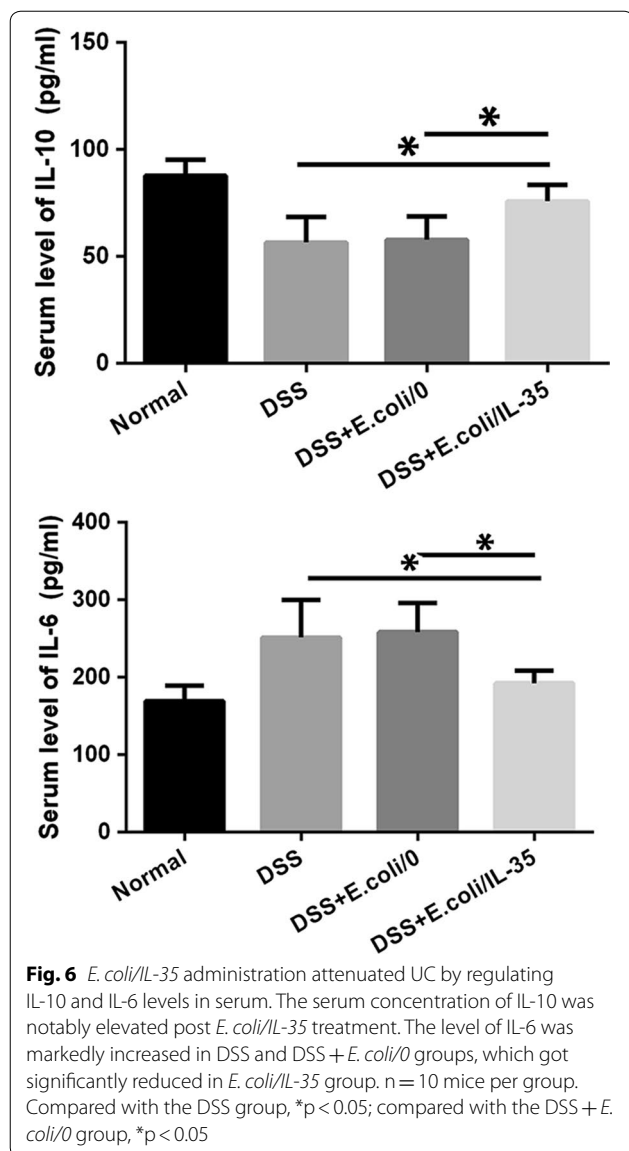 Serum level of IL-10 (pg/ml)
150
100
50
0
*
*
Normal
DSS
DSS+E.coli/0
DSS+E.coli/IL-35
Serum level of IL-6 (pg/ml)
400
300
200
100
0
*
*
Normal
DSS
DSS+E.coli/0
DSS+E.coli/IL-35
Fig. 6 E. coli/IL-35 administration attenuated UC by regulating
IL-10 and IL-6 levels in serum. The serum concentration of IL-10 was
notably elevated post E. coli/IL-35 treatment. The level of IL-6 was
markedly increased in DSS and DSS + E. coli/0 groups, which got
significantly reduced in E. coli/IL-35 group. n = 10 mice per group.
Compared with the DSS group, *p < 0.05; compared with the DSS + E.
coli/0 group, *p < 0.05